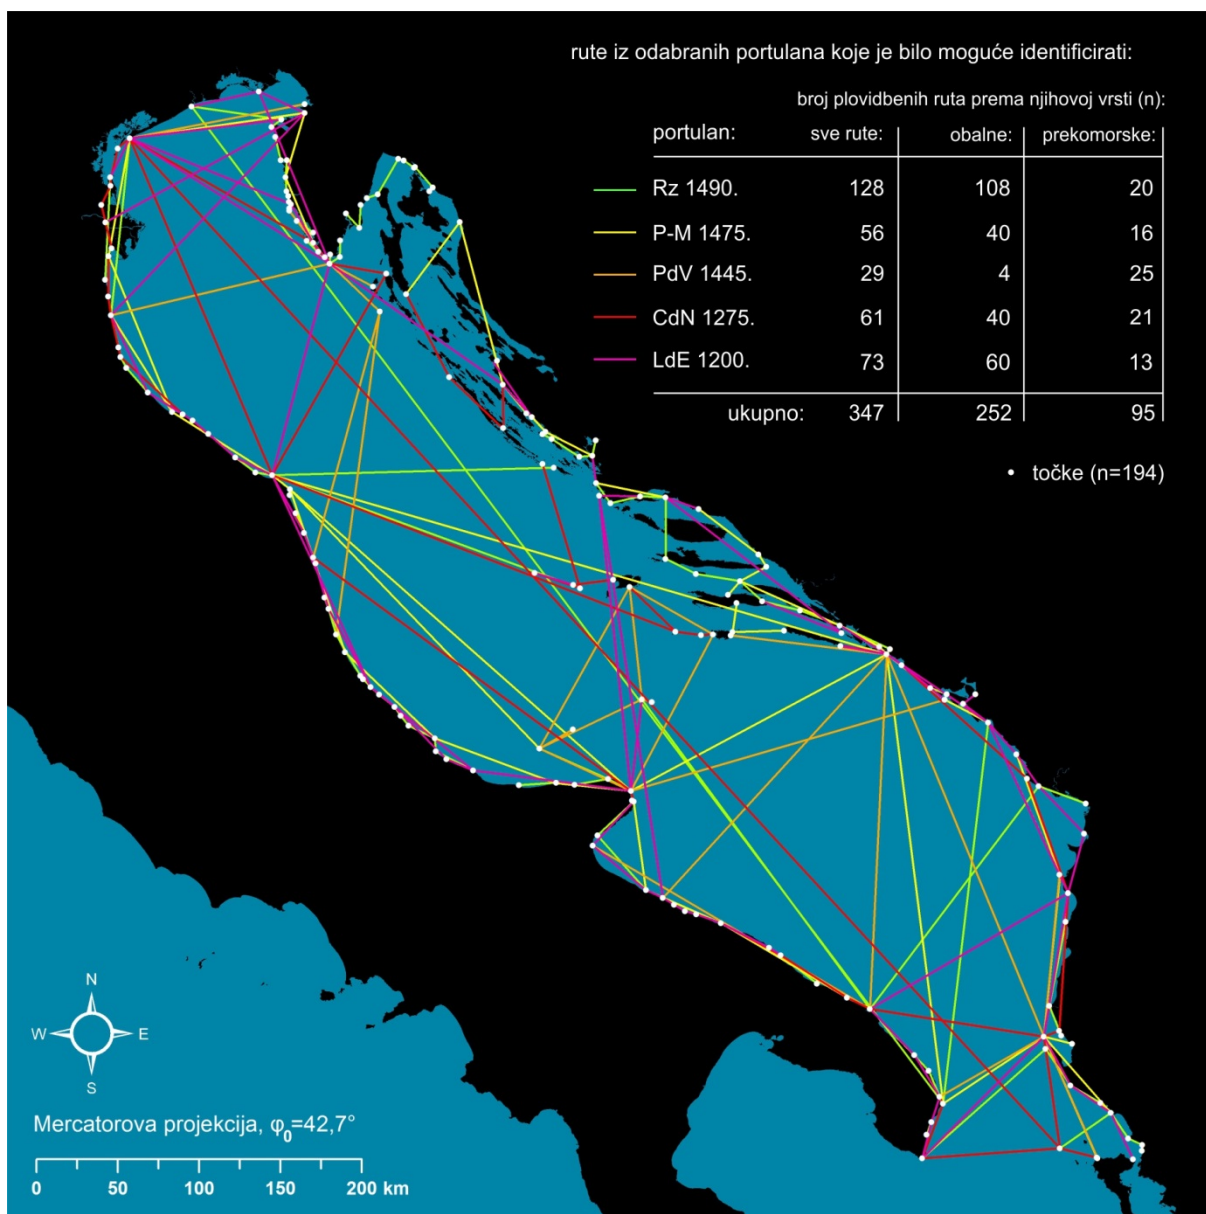 rute iz odabranih portulana koje je bilo moguće identificirati:
broj plovidbenih ruta prema njihovoj vrsti (n):
portulan: sve rute: obalne: prekomorske:
Rz 1490. 128 108 20
P-M 1475. 56 40 16
PdV 1445. 29 4 25
CdN 1275. 61 40 21
LdE 1200. 73 60 13
ukupno: 347 252 95
točke (n=194)
N
W E
S
Mercatorova projekcija, φ₀=42,7°
0 50 100 150 200 km